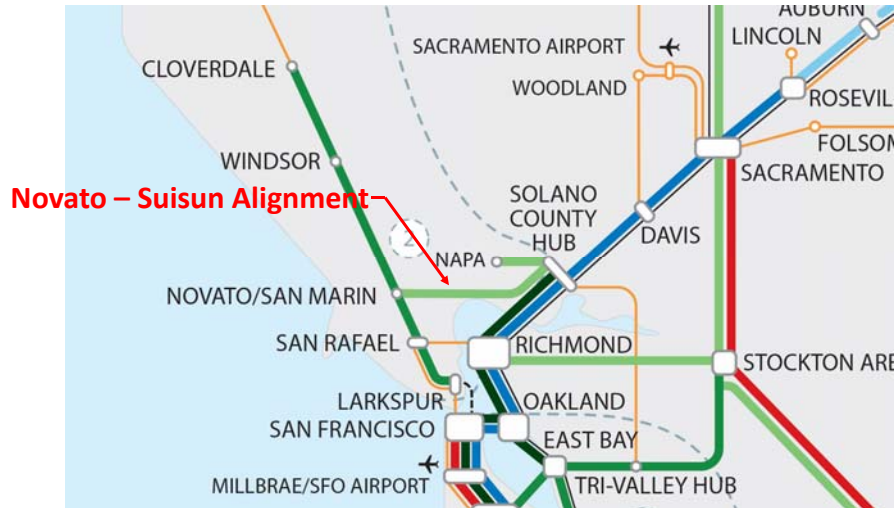 AUBURN
LINCOLN
SACRAMENTO AIRPORT
CLOVERDALE
WOODLAND
ROSEVIL
FOLSOM
WINDSOR
SACRAMENTO
Novato – Suisun Alignment
SOLANO
COUNTY
HUB
DAVIS
2
NAPA
NOVATO/SAN MARIN
SAN RAFAEL
RICHMOND
STOCKTON ARE
LARKSPUR
OAKLAND
SAN FRANCISCO
EAST BAY
MILLBRAE/SFO AIRPORT
TRI-VALLEY HUB